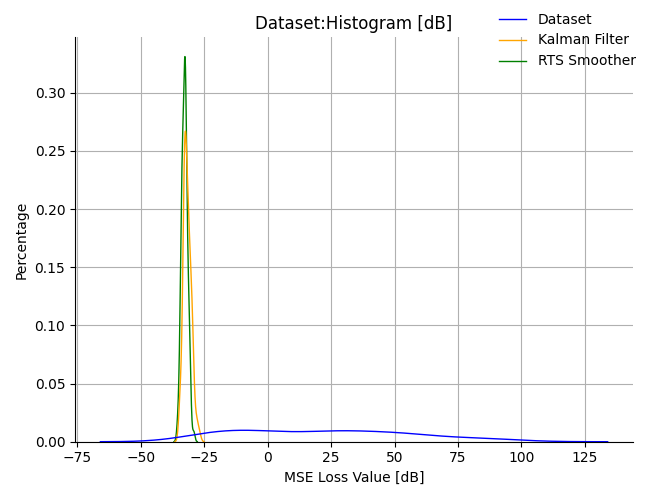 Dataset:Histogram [dB]
Dataset
Kalman Filter
RTS Smoother
Percentage
0.30
0.25
0.20
0.15
0.10
0.05
0.00
−75 −50 −25 0 25 50 75 100 125
MSE Loss Value [dB]